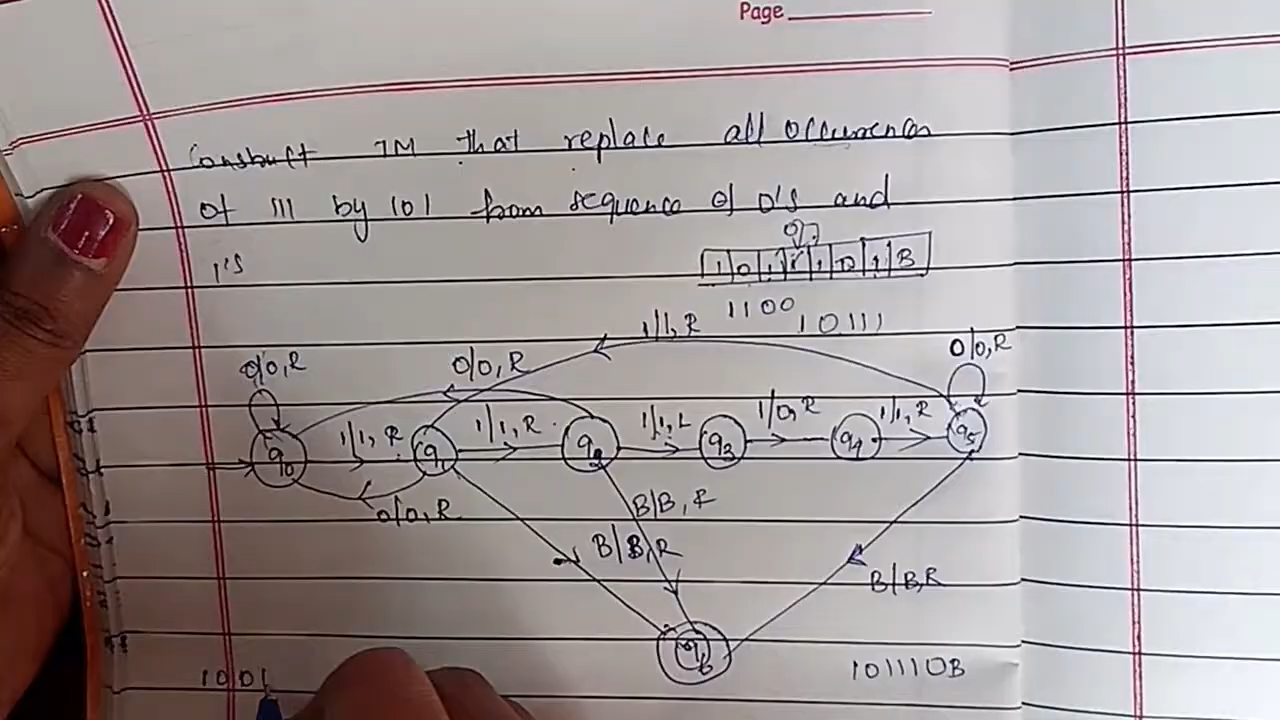 Page
Construct TM that replace all occurrences
of 111 by 101 from sequence of 0's and
1's
q3
1 0 1 1 1 0 1 B
1100
10111
1/1, R
0/0, R
0/0, R
0/0, R
1/1, R
1/1, R
1/1, L
1/0, R
1/1, R
q0
q1
q2
q3
q4
q5
0/0, R
B/B, R
B/B, R
B/B,R
q6
101110B
1001